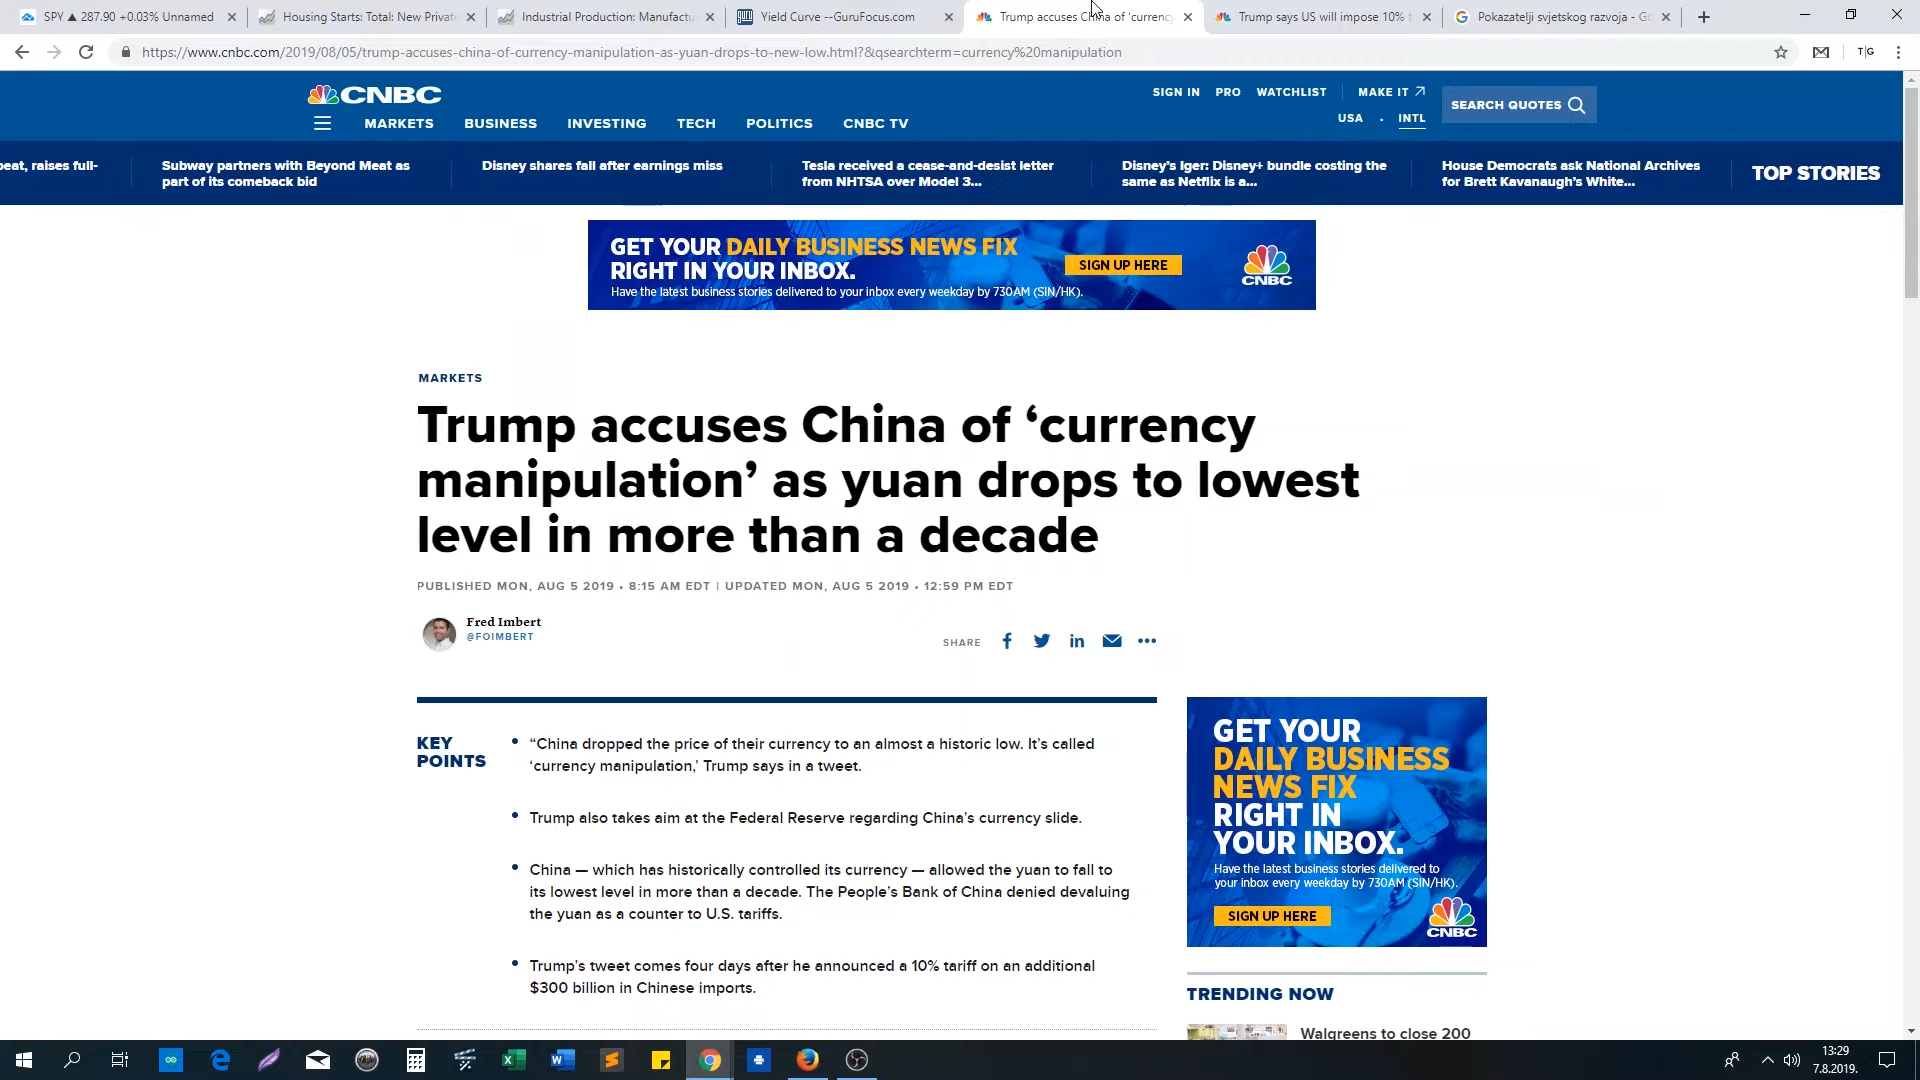 SPY ▲ 287.90 +0.03% Unnamed
Housing Starts: Total: New Private
Industrial Production: Manufactu
Yield Curve --GuruFocus.com
Trump accuses China of 'currency
Trump says US will impose 10% t
Pokazatelji svjetskog razvoja - Go
https://www.cnbc.com/2019/08/05/trump-accuses-china-of-currency-manipulation-as-yuan-drops-to-new-low.html?&qsearchterm=currency%20manipulation
T|G
CNBC
SIGN IN PRO WATCHLIST MAKE IT
USA . INTL
SEARCH QUOTES
MARKETS BUSINESS INVESTING TECH POLITICS CNBC TV
beat, raises full-
Subway partners with Beyond Meat as
part of its comeback bid
Disney shares fall after earnings miss
Tesla received a cease-and-desist letter
from NHTSA over Model 3...
Disney's Iger: Disney+ bundle costing the
same as Netflix is a...
House Democrats ask National Archives
for Brett Kavanaugh's White...
TOP STORIES
GET YOUR DAILY BUSINESS NEWS FIX
RIGHT IN YOUR INBOX.
Have the latest business stories delivered to your inbox every weekday by 730AM (SIN/HK).
SIGN UP HERE
CNBC
MARKETS
Trump accuses China of ‘currency
manipulation’ as yuan drops to lowest
level in more than a decade
PUBLISHED MON, AUG 5 2019 • 8:15 AM EDT | UPDATED MON, AUG 5 2019 • 12:59 PM EDT
Fred Imbert
@FOIMBERT
SHARE
KEY
POINTS
• “China dropped the price of their currency to an almost a historic low. It’s called
‘currency manipulation,’ Trump says in a tweet.
• Trump also takes aim at the Federal Reserve regarding China’s currency slide.
• China — which has historically controlled its currency — allowed the yuan to fall to
its lowest level in more than a decade. The People’s Bank of China denied devaluing
the yuan as a counter to U.S. tariffs.
• Trump’s tweet comes four days after he announced a 10% tariff on an additional
$300 billion in Chinese imports.
GET YOUR
DAILY BUSINESS
NEWS FIX
RIGHT IN
YOUR INBOX.
Have the latest business stories delivered to
your inbox every weekday by 730AM (SIN/HK).
SIGN UP HERE
CNBC
TRENDING NOW
Walgreens to close 200
13:29
7.8.2019.